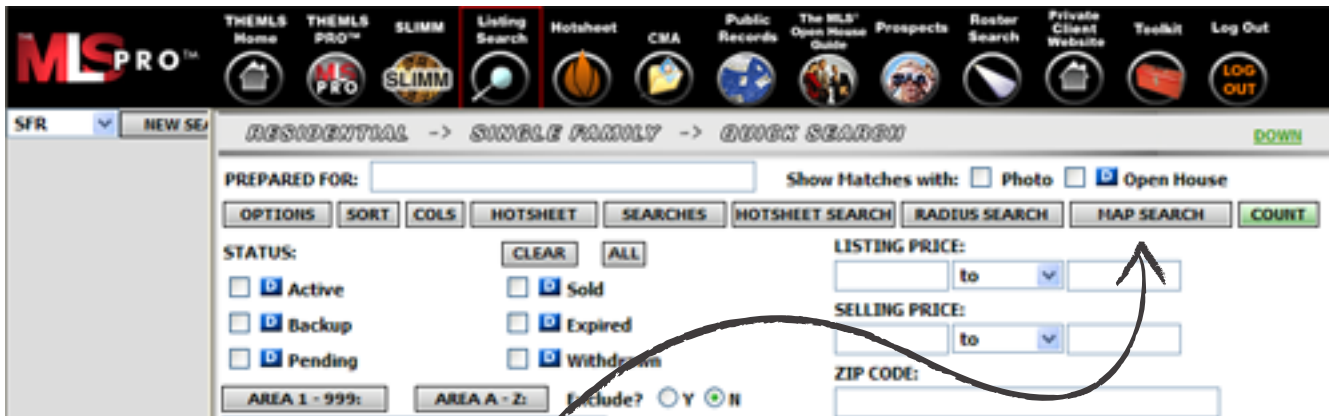 THE MLS PRO™
THEMLS Home
THEMLS PRO™
MLS PRO
SLIMM
SLIMM
Listing Search
Hotsheet
CMA
Public Records
The MLS™ Open House Guide
Prospects
Roster Search
Private Client Website
Toolkit
Log Out
LOG OUT
SFR NEW SEA
RESIDENTIAL -> SINGLE FAMILY -> QUICK SEARCH DOWN
PREPARED FOR: Show Matches with: Photo D Open House
OPTIONS SORT COLS HOTSHEET SEARCHES HOTSHEET SEARCH RADIUS SEARCH MAP SEARCH COUNT
STATUS: CLEAR ALL LISTING PRICE:
D Active D Sold to
D Backup D Expired SELLING PRICE:
to
D Pending D Withdrawn
ZIP CODE:
AREA 1 - 999: AREA A - Z: Exclude? Y N